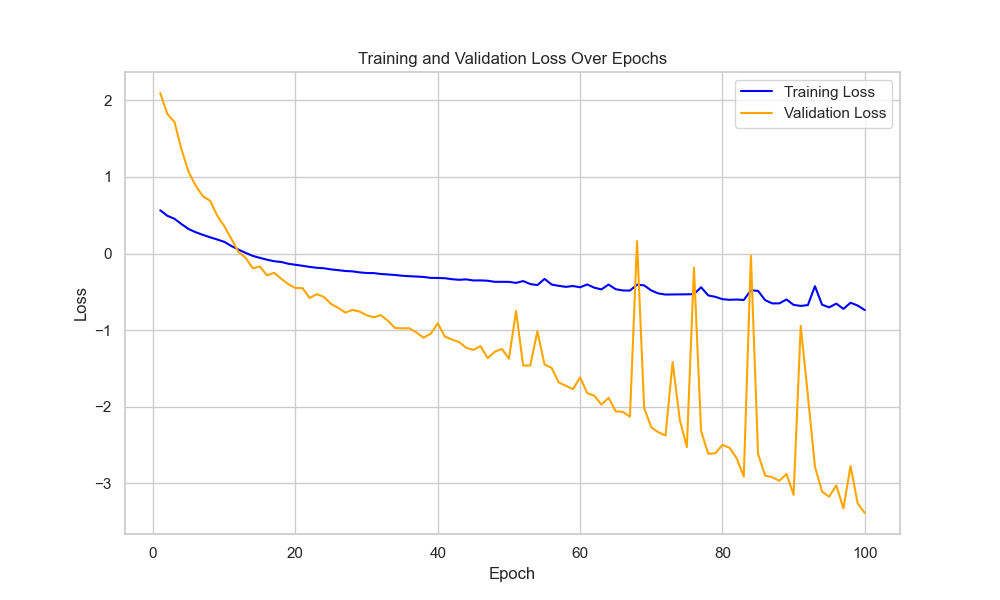 Training and Validation Loss Over Epochs
Training Loss
Validation Loss
2
1
0
−1
−2
−3
Loss
0 20 40 60 80 100
Epoch